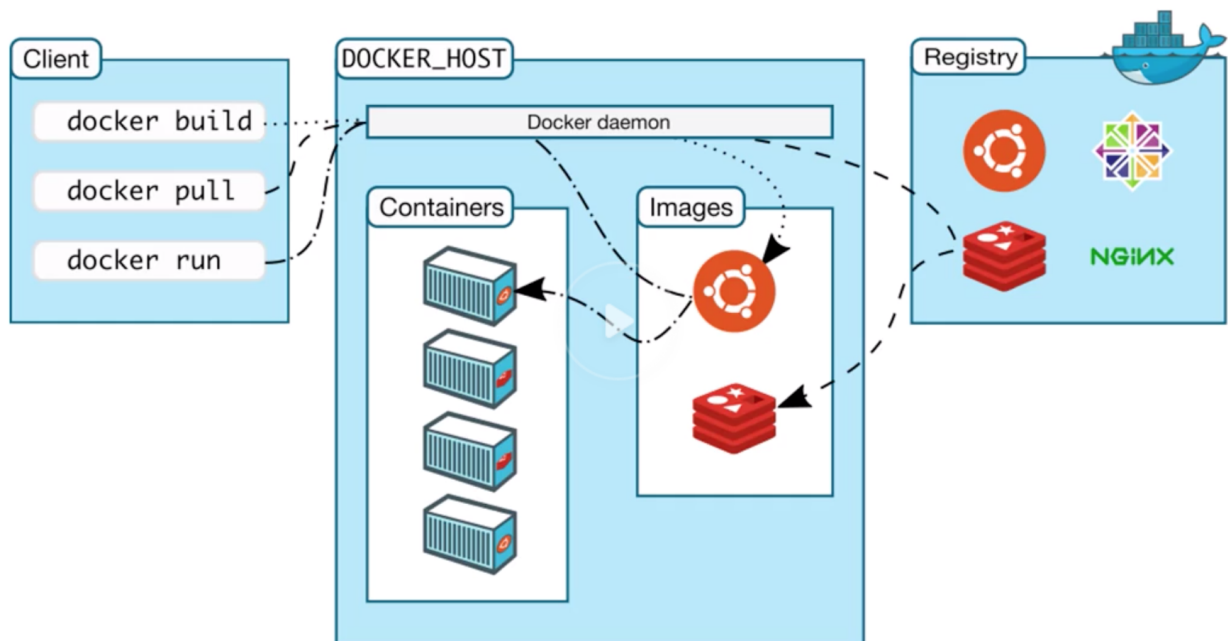 Client
docker build
docker pull
docker run
DOCKER_HOST
Docker daemon
Containers
Images
Registry
NGiNX